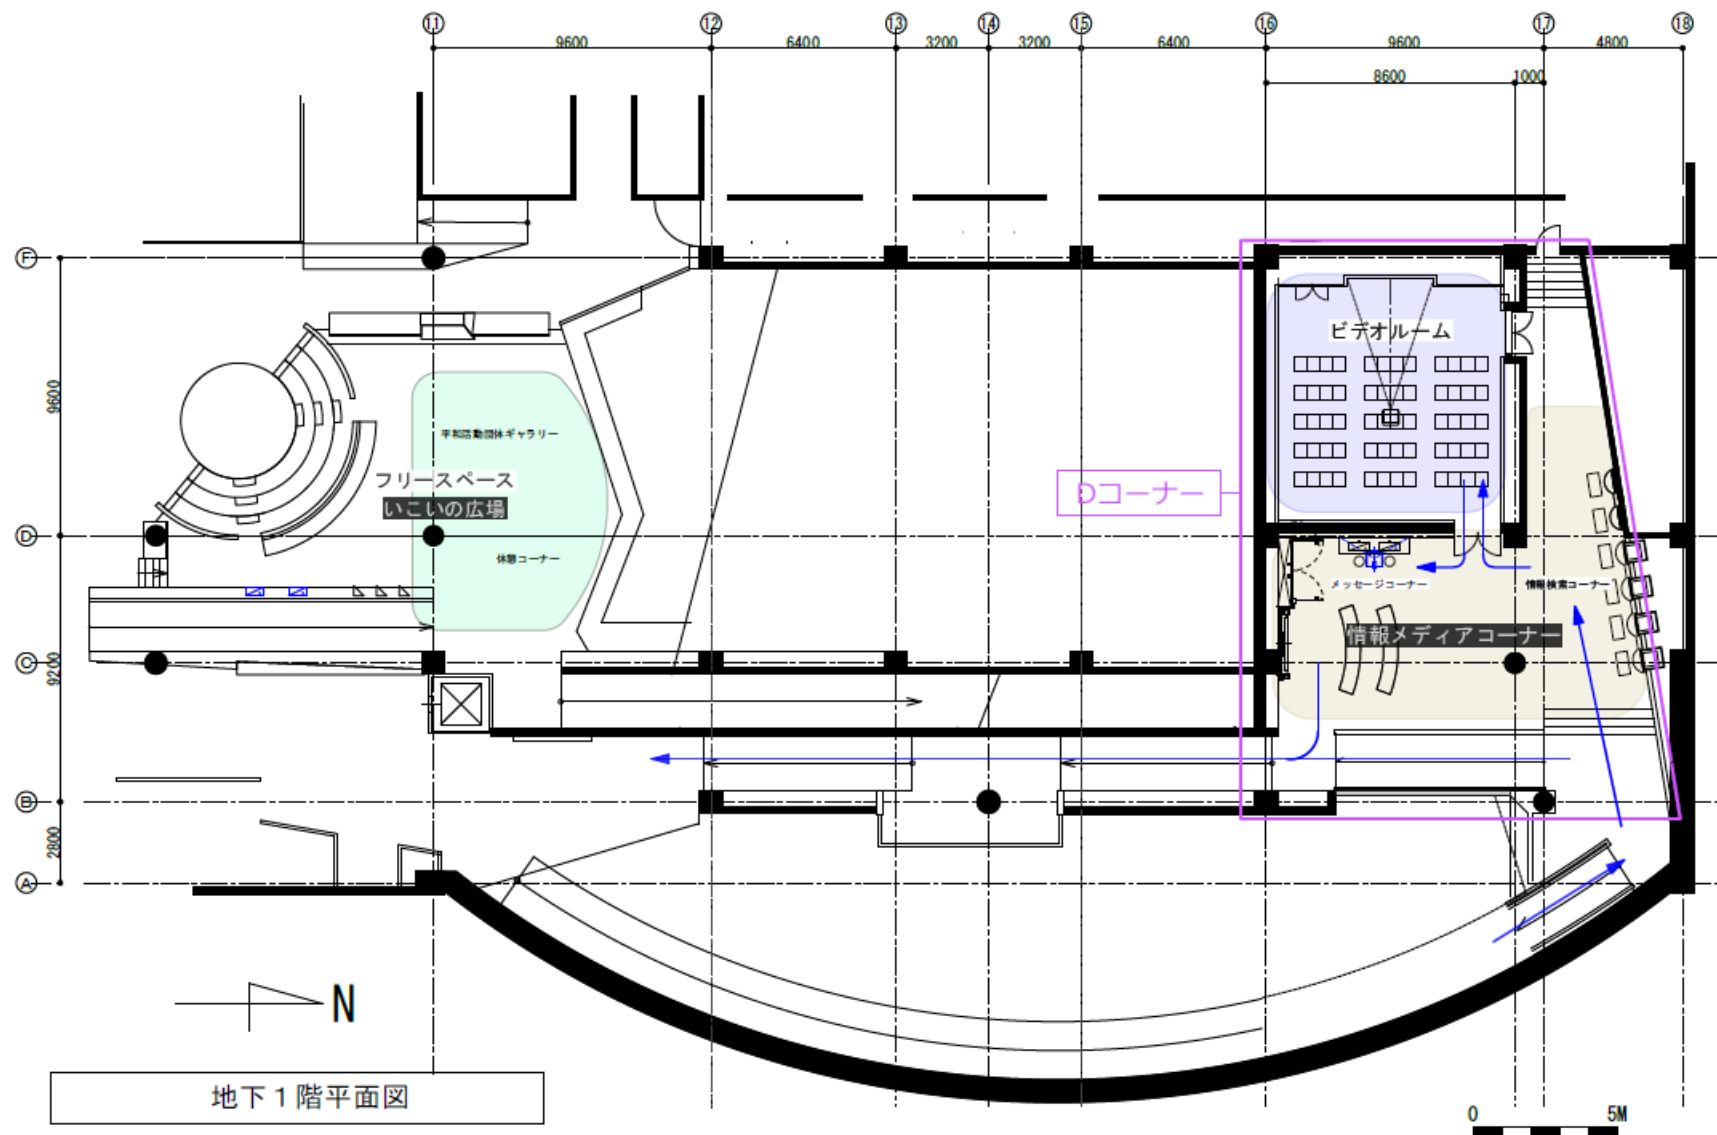 11 12 13 14 15 16 17 18
9600 6400 3200 3200 6400 9600 4800
8600 1000
F
ビデオルーム
9600
平和活動団体ギャラリー
フリースペース
Dコーナー
いこいの広場
D
休憩コーナー
メッセージコーナー
情報検索コーナー
情報メディアコーナー
C
9200
B
2800
A
N
地下1階平面図
0 5M